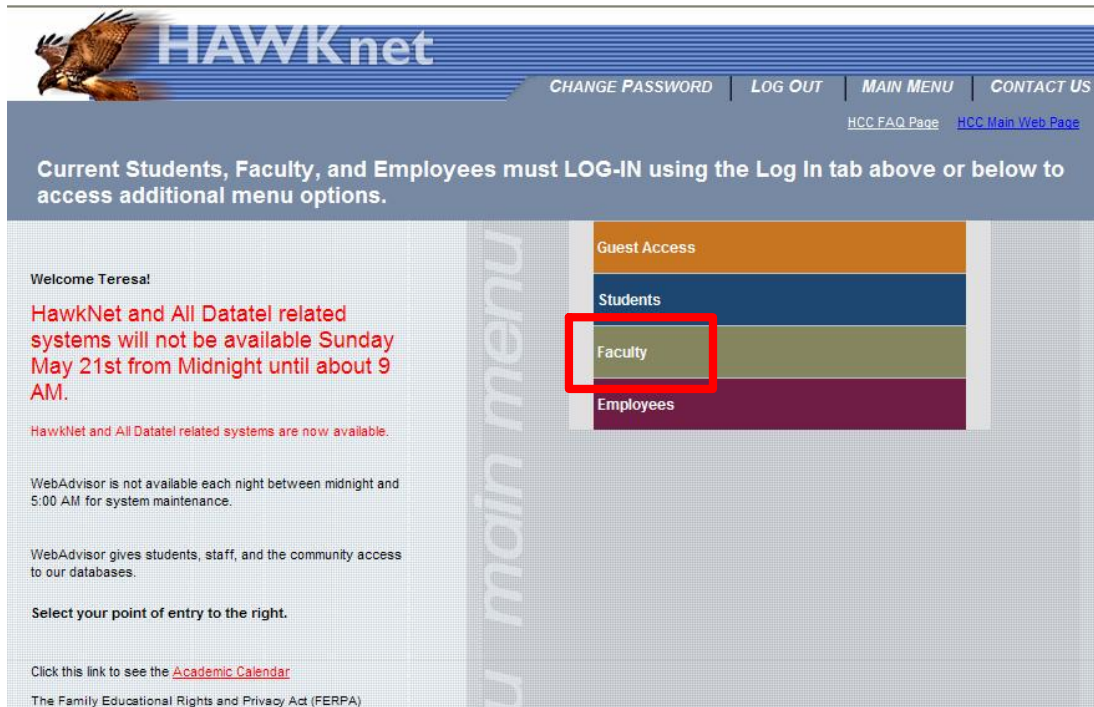 HAWKnet
CHANGE PASSWORD LOG OUT MAIN MENU CONTACT US
HCC FAQ Page HCC Main Web Page
Current Students, Faculty, and Employees must LOG-IN using the Log In tab above or below to
access additional menu options.
Welcome Teresa!
HawkNet and All Datatel related
systems will not be available Sunday
May 21st from Midnight until about 9
AM.
HawkNet and All Datatel related systems are now available.
WebAdvisor is not available each night between midnight and
5:00 AM for system maintenance.
WebAdvisor gives students, staff, and the community access
to our databases.
Select your point of entry to the right.
Click this link to see the Academic Calendar
The Family Educational Rights and Privacy Act (FERPA)
main menu
u
Guest Access
Students
Faculty
Employees